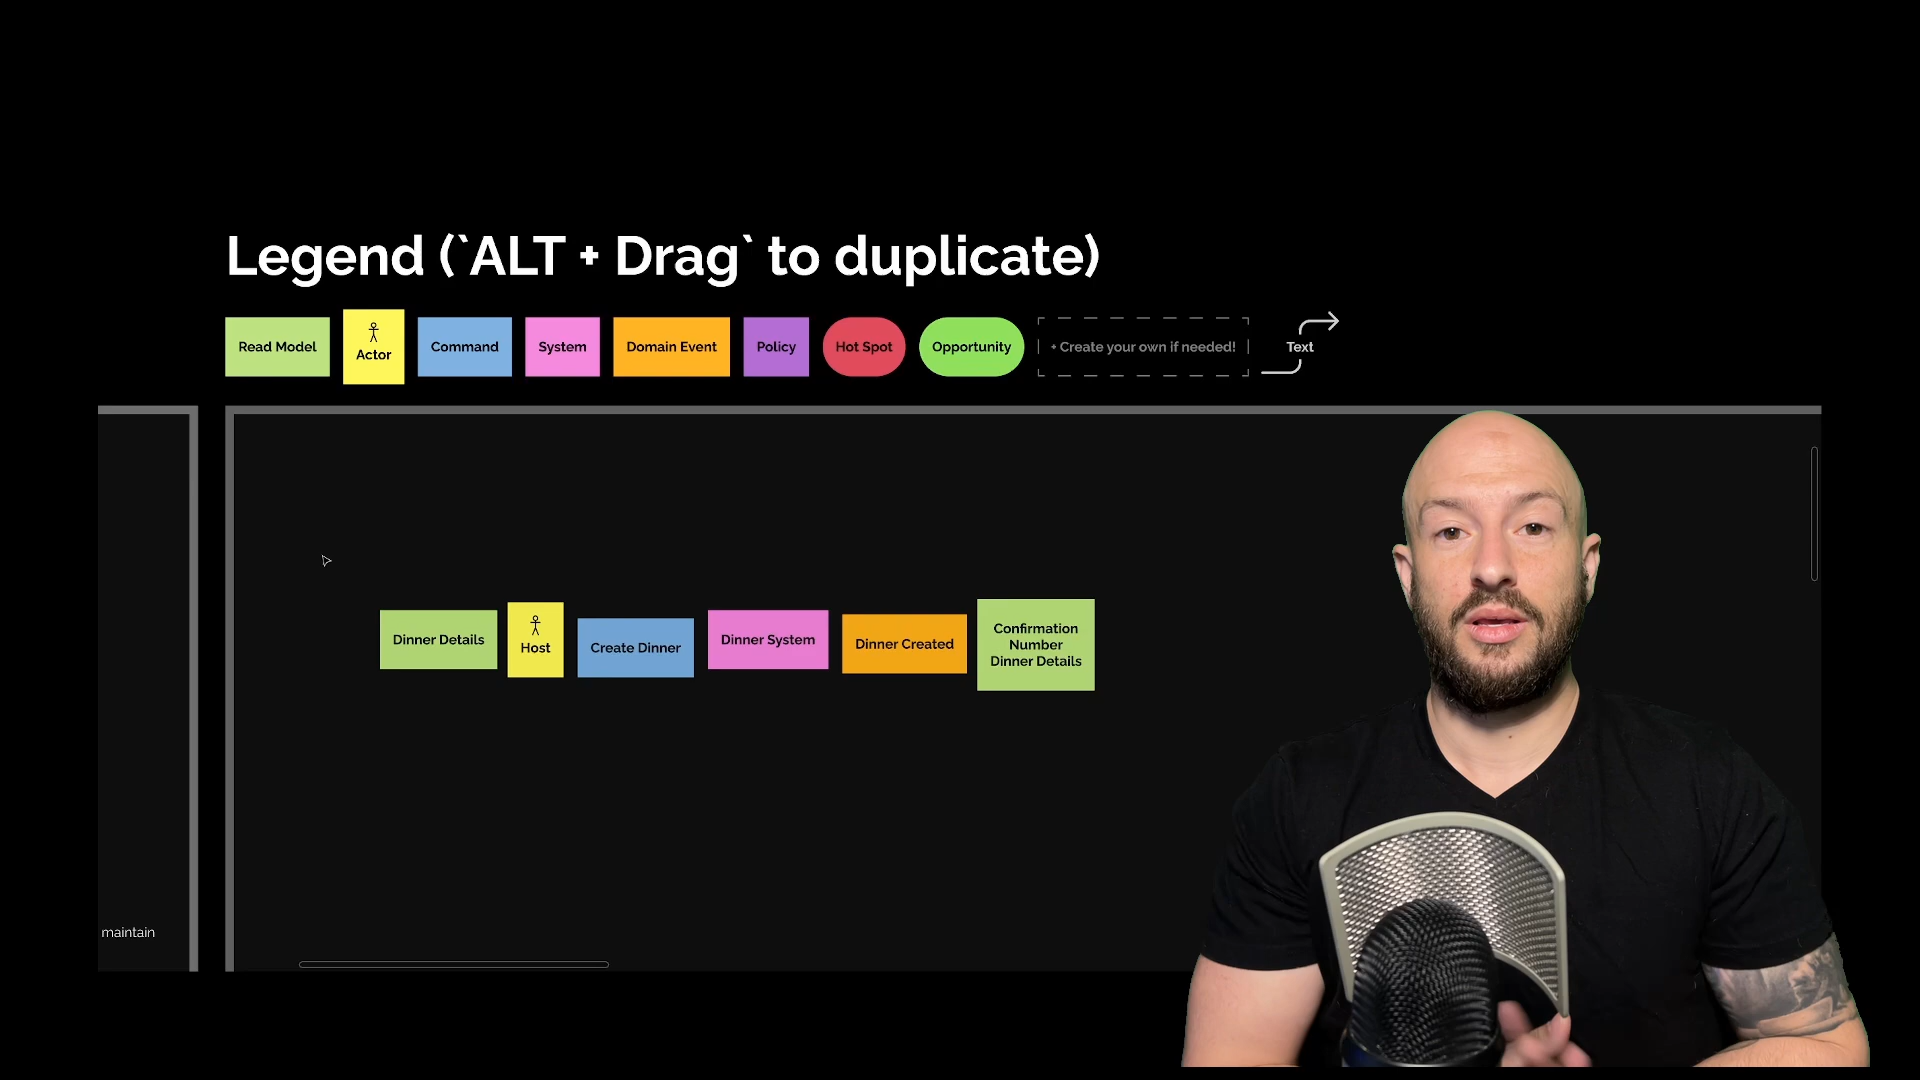 Legend (`ALT + Drag` to duplicate)
Read Model
Actor
Command
System
Domain Event
Policy
Hot Spot
Opportunity
+ Create your own if needed!
Text
Dinner Details
Host
Create Dinner
Dinner System
Dinner Created
Confirmation
Number
Dinner Details
maintain